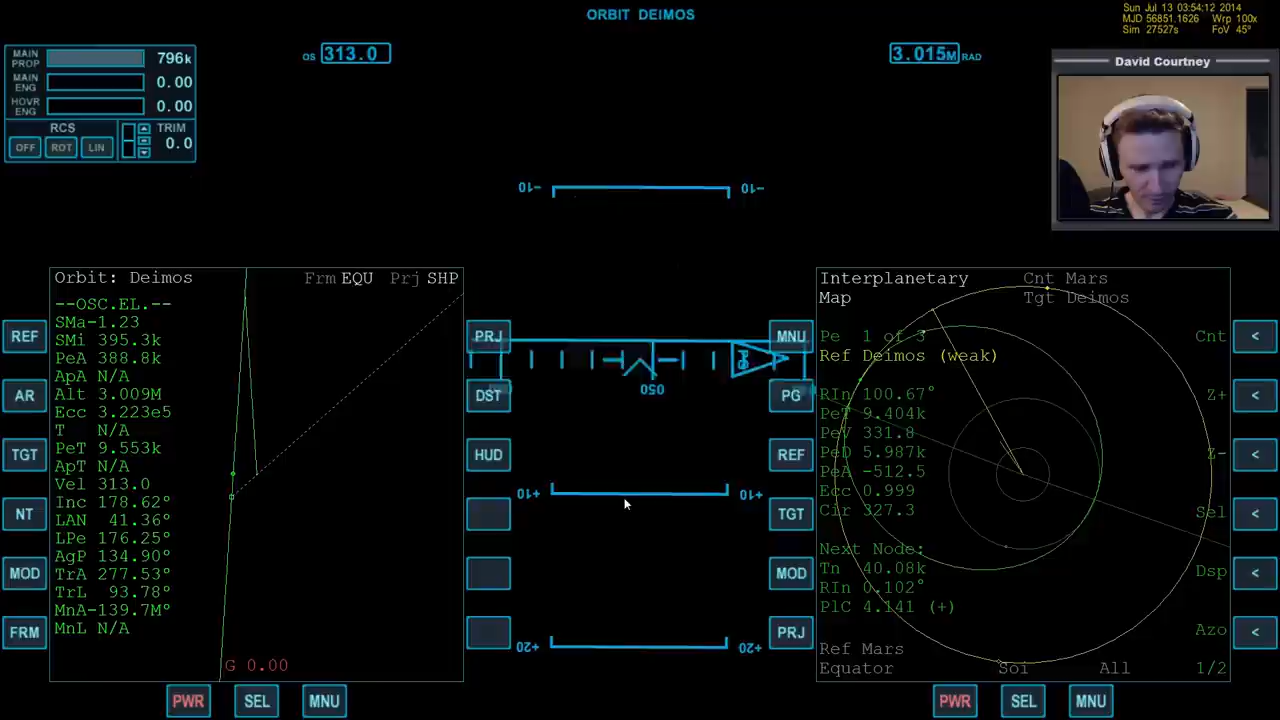 ORBIT DEIMOS
Sun Jul 13 03:54:12 2014
MJD 56851.1626 Wrp 100x
Sim 27527s FoV 45°
OS 313.0
3.015M RAD
David Courtney
MAIN PROP 796k
MAIN ENG 0.00
HOVR ENG 0.00
RCS TRIM
OFF ROT LIN 0.0
10- 10-
050
PG
10+ 10+
20+ 20+
Orbit: Deimos Frm EQU Prj SHP
--OSC.EL.--
SMa-1.23
SMi 395.3k
PeA 388.8k
ApA N/A
Alt 3.009M
Ecc 3.223e5
T N/A
PeT 9.553k
ApT N/A
Vel 313.0
Inc 178.62°
LAN 41.36°
LPe 176.25°
AgP 134.90°
TrA 277.53°
TrL 93.78°
MnA-139.7M°
MnL N/A
G 0.00
REF
AR
TGT
NT
MOD
FRM
PRJ
DST
HUD
PWR SEL MNU
Interplanetary Cnt Mars
Map Tgt Deimos
Pe 1 of 3
Ref Deimos (weak)
RIn 100.67°
PeT 9.404k
PeV 331.8
PeD 5.987k
PeA -512.5
Ecc 0.999
Cir 327.3
Next Node:
Tn 40.08k
RIn 0.102°
PlC 4.141 (+)
Ref Mars
Equator Soi All 1/2
MNU
PG
REF
TGT
MOD
PRJ
Cnt <
Z+ <
Z- <
Sel <
Dsp <
Azo <
PWR SEL MNU